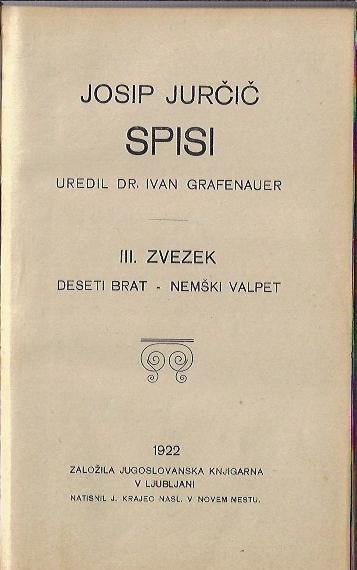 JOSIP JURČIČ
SPISI
UREDIL DR. IVAN GRAFENAUER
III. ZVEZEK
DESETI BRAT - NEMŠKI VALPET
1922
ZALOŽILA JUGOSLOVANSKA KNJIGARNA
V LJUBLJANI
NATISNIL J. KRAJEC NASL. V NOVEM MESTU.